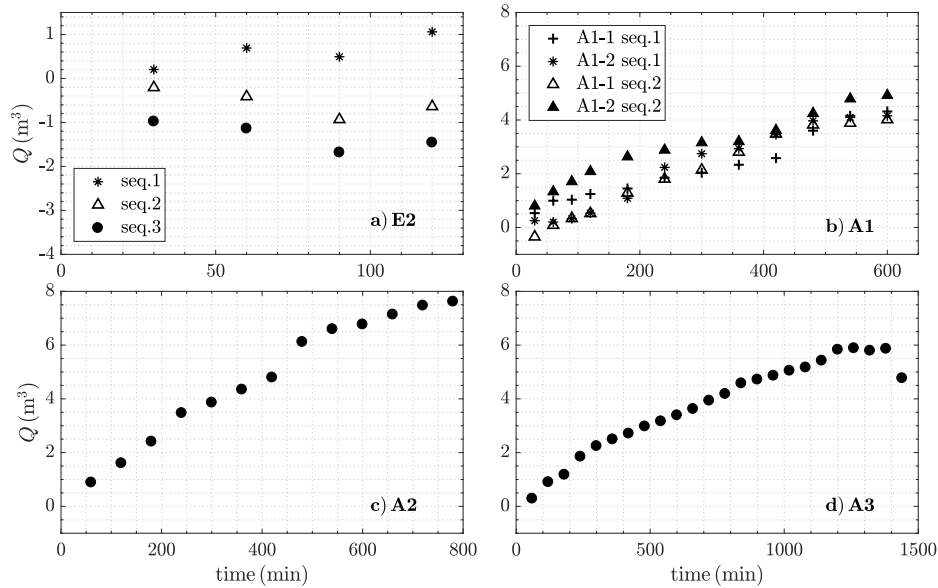 1
0
-1
-2
-3
-4
Q (m³)
seq.1
seq.2
seq.3
a) E2
0 50 100
8
6
4
2
0
A1-1 seq.1
A1-2 seq.1
A1-1 seq.2
A1-2 seq.2
b) A1
0 200 400 600
8
6
4
2
0
Q (m³)
c) A2
0 200 400 600 800
time (min)
8
6
4
2
0
d) A3
0 500 1000 1500
time (min)